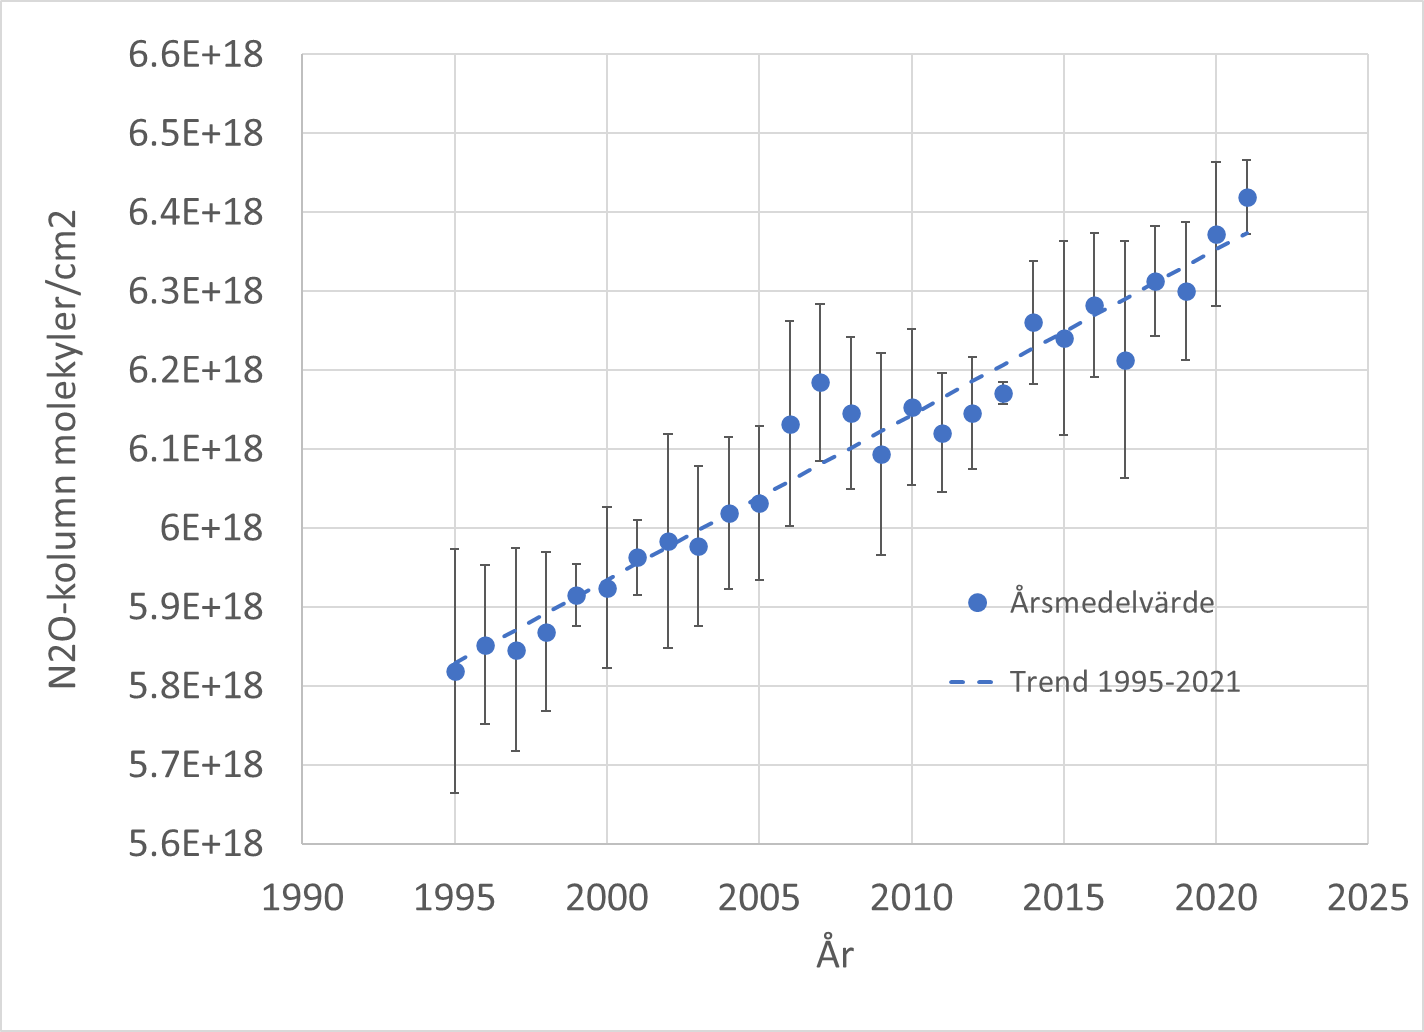 6.6E+18
6.5E+18
6.4E+18
6.3E+18
6.2E+18
6.1E+18
6E+18
5.9E+18
5.8E+18
5.7E+18
5.6E+18
N2O-kolumn molekyler/cm2
Årsmedelvärde
Trend 1995-2021
1990 1995 2000 2005 2010 2015 2020 2025
År